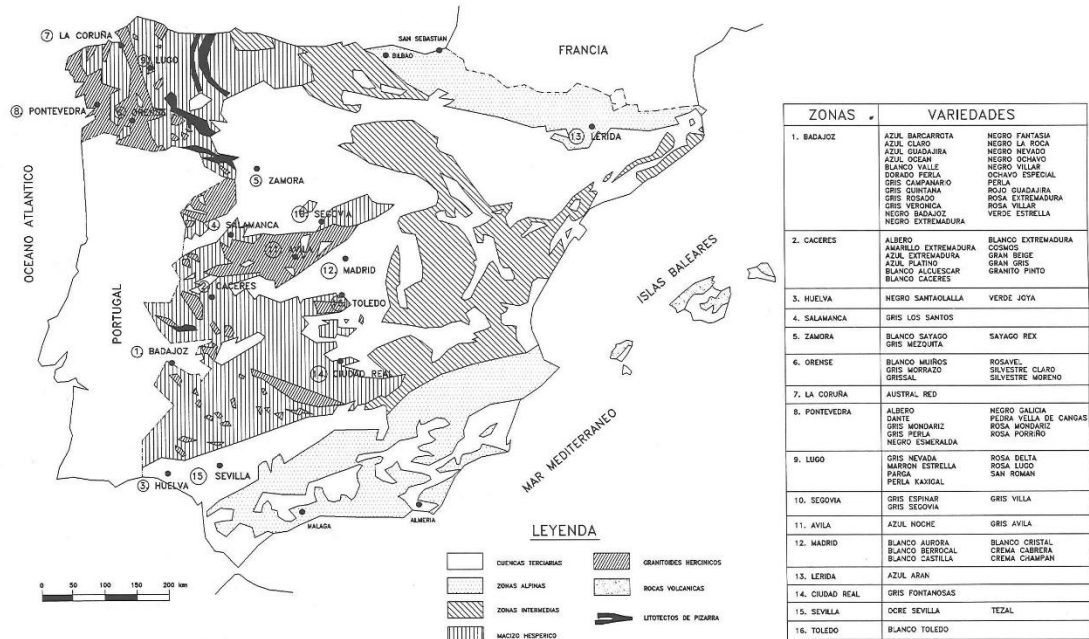 7 LA CORUÑA
SAN SEBASTIAN
BILBAO
FRANCIA
9 LUGO
8 PONTEVEDRA
6 ORENSE
13 LÉRIDA
OCEANO ATLANTICO
5 ZAMORA
10 SEGOVIA
4 SALAMANCA
11 AVILA
12 MADRID
ISLAS BALEARES
2 CACERES
TOLEDO
PORTUGAL
1 BADAJOZ
14 CIUDAD REAL
MAR MEDITERRANEO
15 SEVILLA
3 HUELVA
MALAGA
ALMERIA
0 50 100 150 200 km
LEYENDA
CUENCAS TERCIARIAS
GRANITOIDES HERCINICOS
ZONAS ALPINAS
ROCAS VOLCANICAS
ZONAS INTERMEDIAS
LITOTECTOS DE PIZARRA
MACIZO HESPERICO
ZONAS VARIEDADES
1. BADAJOZ AZUL BARCARROTA NEGRO FANTASIA
AZUL CLARO NEGRO LA ROCA
AZUL GUADAJIRA NEGRO NEVADO
AZUL OCEAN NEGRO OCHAVO
BLANCO VALLE NEGRO VILLAR
DORADO PERLA OCHAVO ESPECIAL
GRIS CAMPANARIO PERLA
GRIS QUINTANA ROJO GUADAJIRA
GRIS ROSADO ROSA EXTREMADURA
GRIS VERONICA ROSA VILLAR
NEGRO BADAJOZ VERDE ESTRELLA
NEGRO EXTREMADURA
2. CACERES ALBERO BLANCO EXTREMADURA
AMARILLO EXTREMADURA COSMOS
AZUL EXTREMADURA GRAN BEIGE
AZUL PLATINO GRAN GRIS
BLANCO ALCUESCAR GRANITO PINTO
BLANCO CACERES
3. HUELVA NEGRO SANTAOLALLA VERDE JOYA
4. SALAMANCA GRIS LOS SANTOS
5. ZAMORA BLANCO SAYAGO SAYAGO REX
GRIS MEZQUITA
6. ORENSE BLANCO MUIÑOS ROSAVEL
GRIS MORRAZO SILVESTRE CLARO
GRISSAL SILVESTRE MORENO
7. LA CORUÑA AUSTRAL RED
8. PONTEVEDRA ALBERO NEGRO GALICIA
DANTE PEDRA VELLA DE CANGAS
GRIS MONDARIZ ROSA MONDARIZ
GRIS PERLA ROSA PORRIÑO
NEGRO ESMERALDA
9. LUGO GRIS NEVADA ROSA DELTA
MARRON ESTRELLA ROSA LUGO
PARGA SAN ROMAN
PERLA KAXIGAL
10. SEGOVIA GRIS ESPINAR GRIS VILLA
GRIS SEGOVIA
11. AVILA AZUL NOCHE GRIS AVILA
12. MADRID BLANCO AURORA BLANCO CRISTAL
BLANCO BERROCAL CREMA CABRERA
BLANCO CASTILLA CREMA CHAMPAN
13. LERIDA AZUL ARAN
14. CIUDAD REAL GRIS FONTANOSAS
15. SEVILLA OCRE SEVILLA TEZAL
16. TOLEDO BLANCO TOLEDO